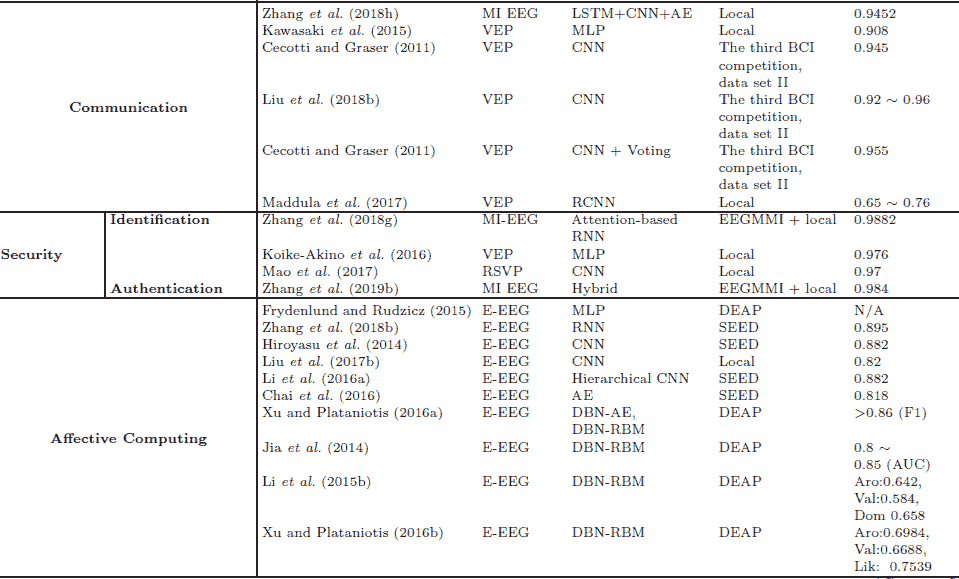 Zhang et al. (2018h) MI EEG LSTM+CNN+AE Local 0.9452
Kawasaki et al. (2015) VEP MLP Local 0.908
Cecotti and Graser (2011) VEP CNN The third BCI 0.945
competition,
data set II
Communication
Liu et al. (2018b) VEP CNN The third BCI 0.92 ∼ 0.96
competition,
data set II
Cecotti and Graser (2011) VEP CNN + Voting The third BCI 0.955
competition,
data set II
Maddula et al. (2017) VEP RCNN Local 0.65 ∼ 0.76
Identification Zhang et al. (2018g) MI-EEG Attention-based EEGMMI + local 0.9882
RNN
Security Koike-Akino et al. (2016) VEP MLP Local 0.976
Mao et al. (2017) RSVP CNN Local 0.97
Authentication Zhang et al. (2019b) MI EEG Hybrid EEGMMI + local 0.984
Frydenlund and Rudzicz (2015) E-EEG MLP DEAP N/A
Zhang et al. (2018b) E-EEG RNN SEED 0.895
Hiroyasu et al. (2014) E-EEG CNN SEED 0.882
Liu et al. (2017b) E-EEG CNN Local 0.82
Li et al. (2016a) E-EEG Hierarchical CNN SEED 0.882
Chai et al. (2016) E-EEG AE SEED 0.818
Xu and Plataniotis (2016a) E-EEG DBN-AE, DEAP >0.86 (F1)
DBN-RBM
Affective Computing
Jia et al. (2014) E-EEG DBN-RBM DEAP 0.8 ∼
0.85 (AUC)
Li et al. (2015b) E-EEG DBN-RBM DEAP Aro:0.642,
Val:0.584,
Dom 0.658
Xu and Plataniotis (2016b) E-EEG DBN-RBM DEAP Aro:0.6984,
Val:0.6688,
Lik: 0.7539